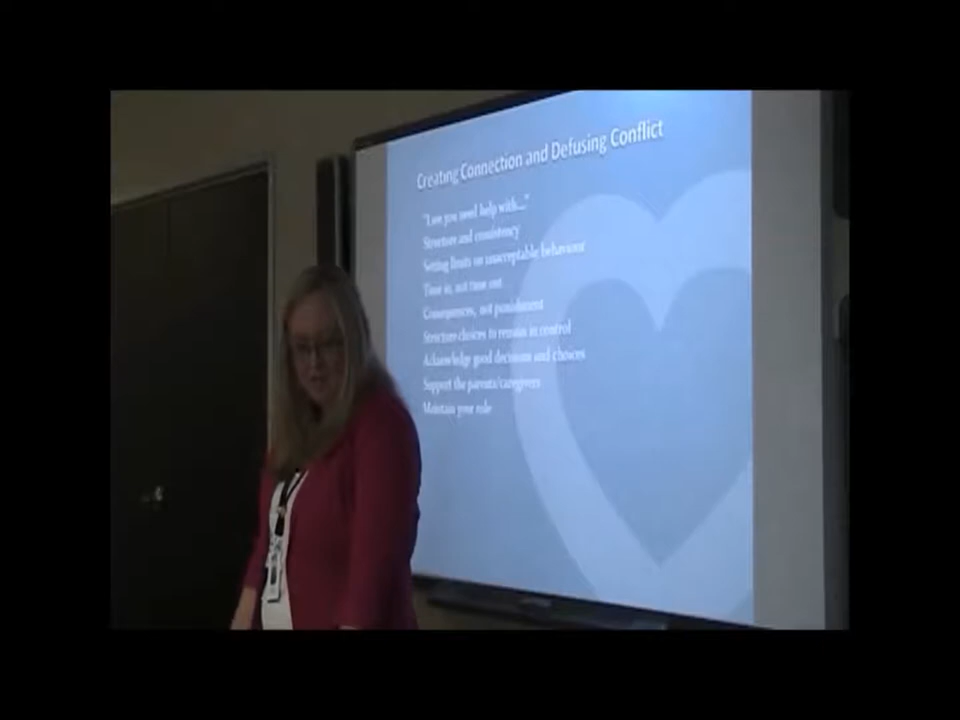 Creating Connection and Defusing Conflict
"I see you need help with..."
Structure and consistency
Setting limits on unacceptable behaviour
Time in, not time out
Consequences, not punishment
Structure choices to remain in control
Acknowledge good decisions and choices
Support the parents/caregivers
Maintain your role